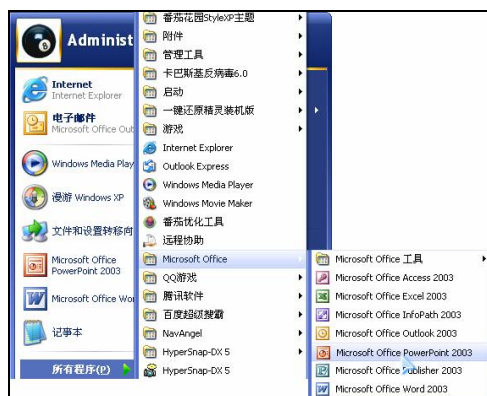 Administ
Internet
Internet Explorer
电子邮件
Microsoft Office Out
Windows Media Play
漫游 Windows XP
文件和设置转移向
Microsoft Office
PowerPoint 2003
Microsoft Office Wor
记事本
所有程序(P)
番茄花园StyleXP主题
附件
管理工具
卡巴斯基反病毒6.0
启动
一键还原精灵装机版
游戏
Internet Explorer
Outlook Express
Windows Media Player
Windows Movie Maker
番茄优化工具
远程协助
Microsoft Office
QQ游戏
腾讯软件
百度超级搜霸
NavAngel
HyperSnap-DX 5
HyperSnap-DX 5
Microsoft Office 工具
Microsoft Office Access 2003
Microsoft Office Excel 2003
Microsoft Office InfoPath 2003
Microsoft Office Outlook 2003
Microsoft Office PowerPoint 2003
Microsoft Office Publisher 2003
Microsoft Office Word 2003